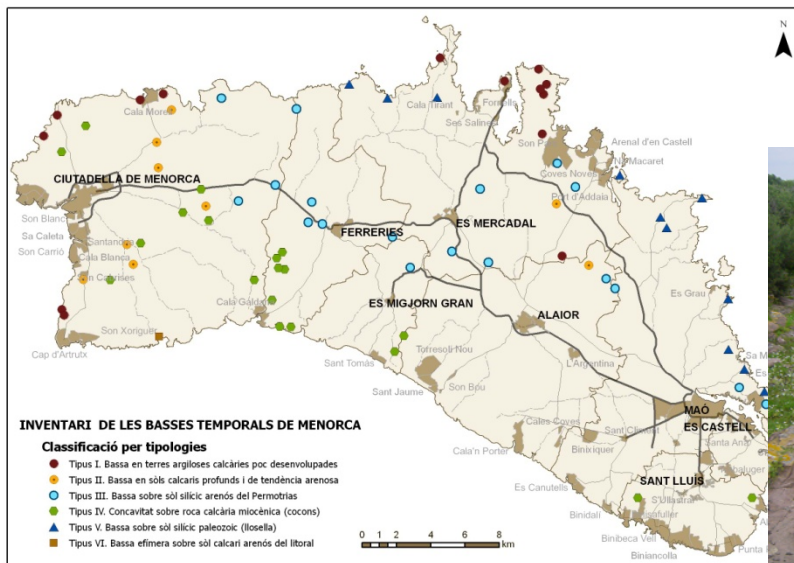 N
Cala Morell
Cala Tirant
Fornells
Ses Salines
Son Parc
Arenal d'en Castell
Coves Noves
Na Macaret
Port d'Addaia
CIUTADELLA DE MENORCA
Son Blanc
Sa Caleta
Santandria
Son Carrió
Cala Blanca
Son Cabrises
FERRERIES
ES MERCADAL
Es Grau
ES MIGJORN GRAN
Cala Galdana
ALAIOR
Son Xoriguer
Cap d'Artrutx
Sant Tomàs
Torresoli Nou
L'Argentina
Sant Jaume
Son Bou
MAÓ
ES CASTELL
Cales Coves
Sant Climent
Santa Ana
Cala'n Porter
Binixiquer
SANT LLUÍS
Es Canutells
S'Ullastrar
Binidalí
Binibeca Vell
Biniancolla
INVENTARI DE LES BASSES TEMPORALS DE MENORCA
Classificació per tipologies
Tipus I. Bassa en terres argiloses calcàries poc desenvolupades
Tipus II. Bassa en sòls calcaris profunds i de tendència arenosa
Tipus III. Bassa sobre sòl silícic arenós del Permotrias
Tipus IV. Concavitat sobre roca calcària miocènica (cocons)
Tipus V. Bassa sobre sòl silícic paleozoic (llosella)
Tipus VI. Bassa efímera sobre sòl calcari arenós del litoral
0 1 2 4 6 8
km